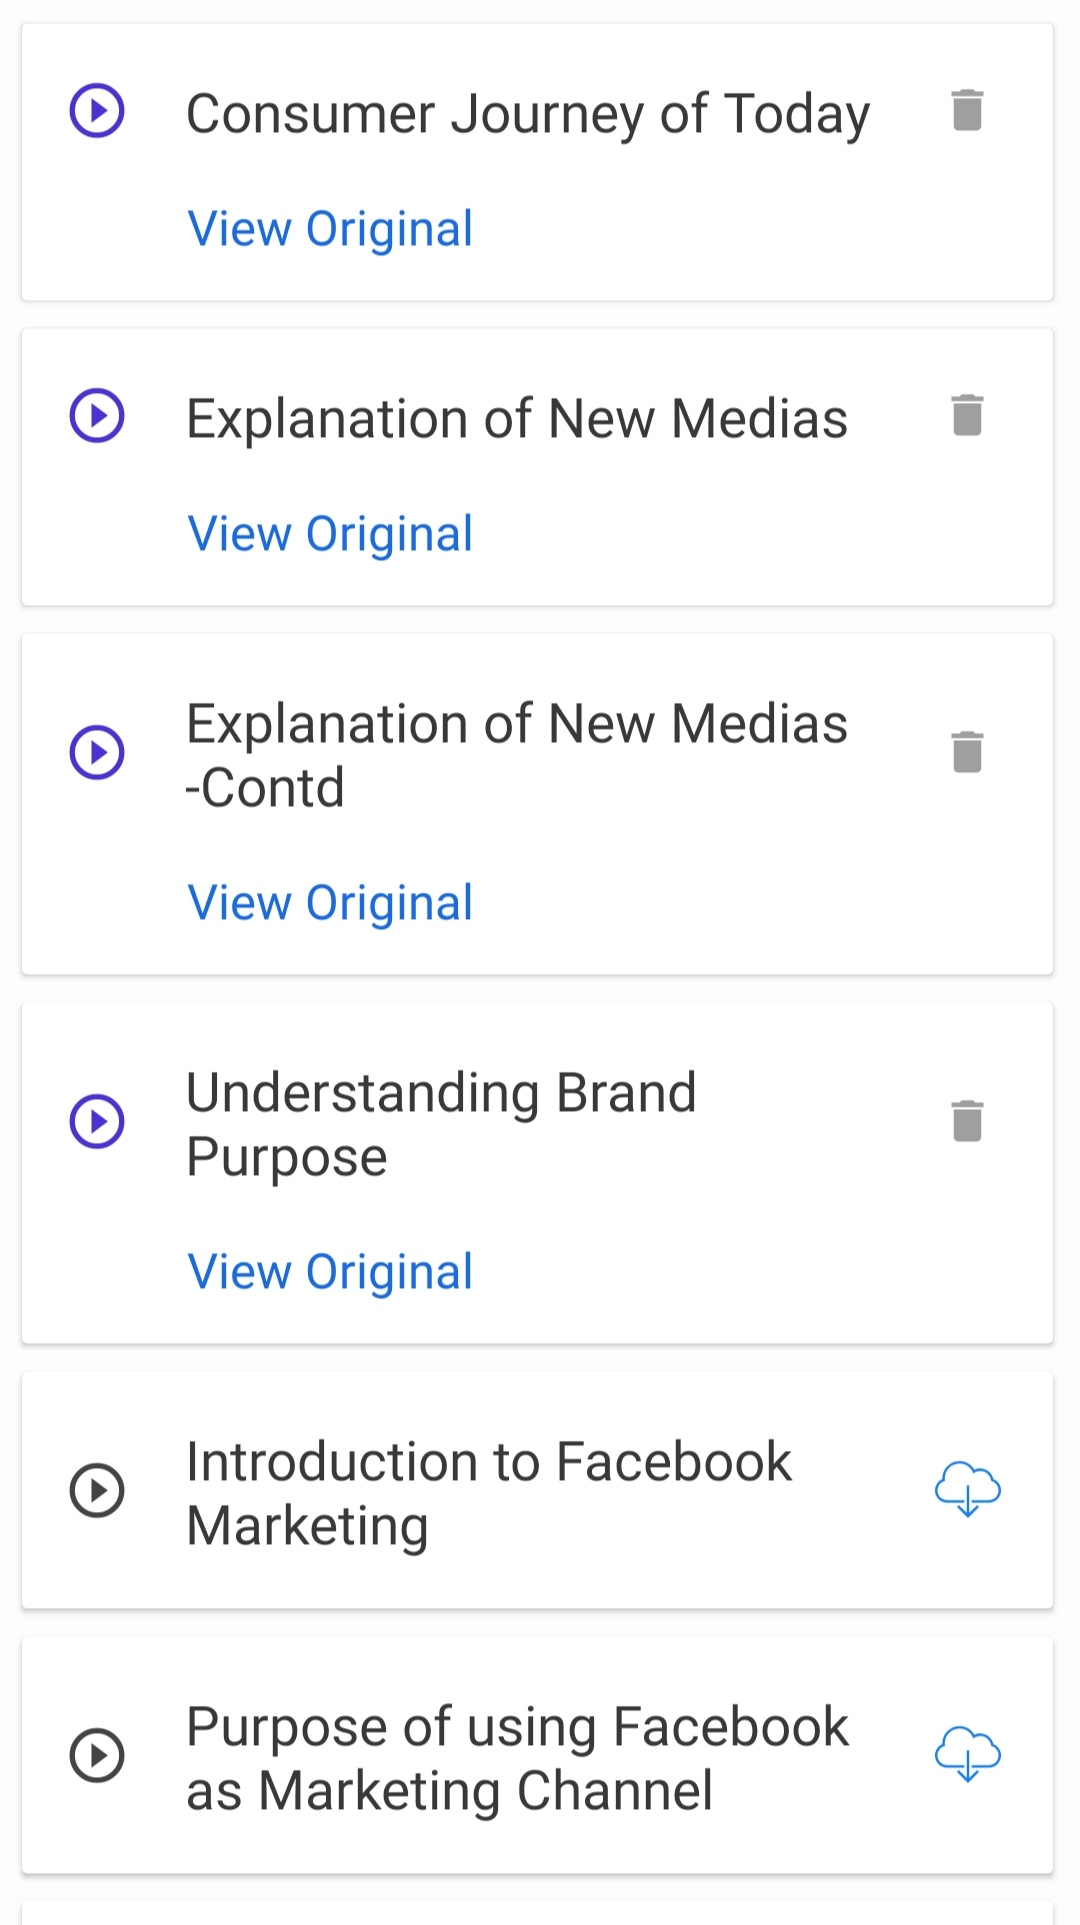 Consumer Journey of Today
View Original
Explanation of New Medias
View Original
Explanation of New Medias
-Contd
View Original
Understanding Brand
Purpose
View Original
Introduction to Facebook
Marketing
Purpose of using Facebook
as Marketing Channel